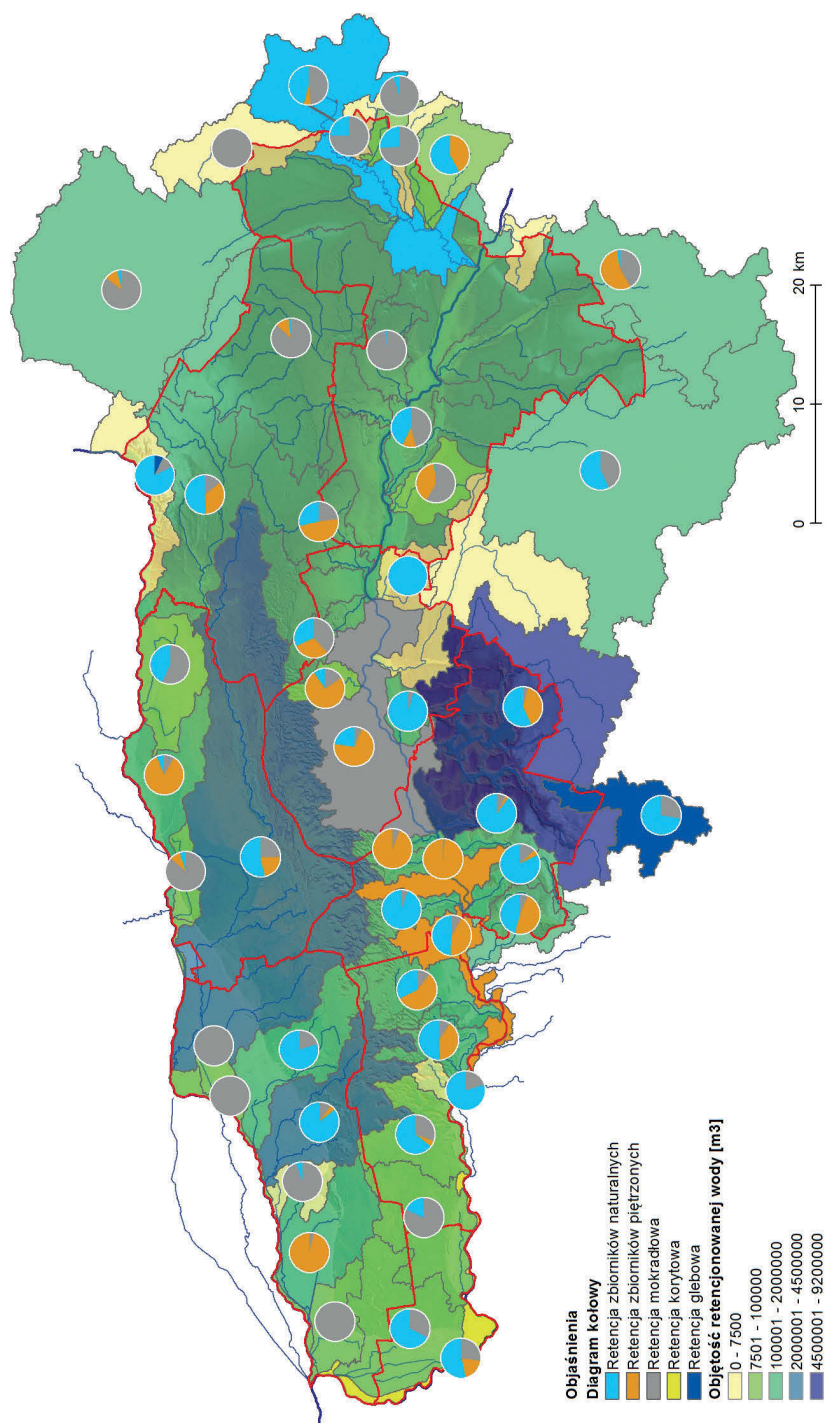 Objaśnienia
Diagram kołowy
Retencja zbiorników naturalnych
Retencja zbiorników piętrzonych
Retencja mokradłowa
Retencja korytowa
Retencja glebowa
Objętość retencjonowanej wody [m3]
0 - 7500
7501 - 100000
100001 - 2000000
2000001 - 4500000
4500001 - 9200000
0 10 20 km